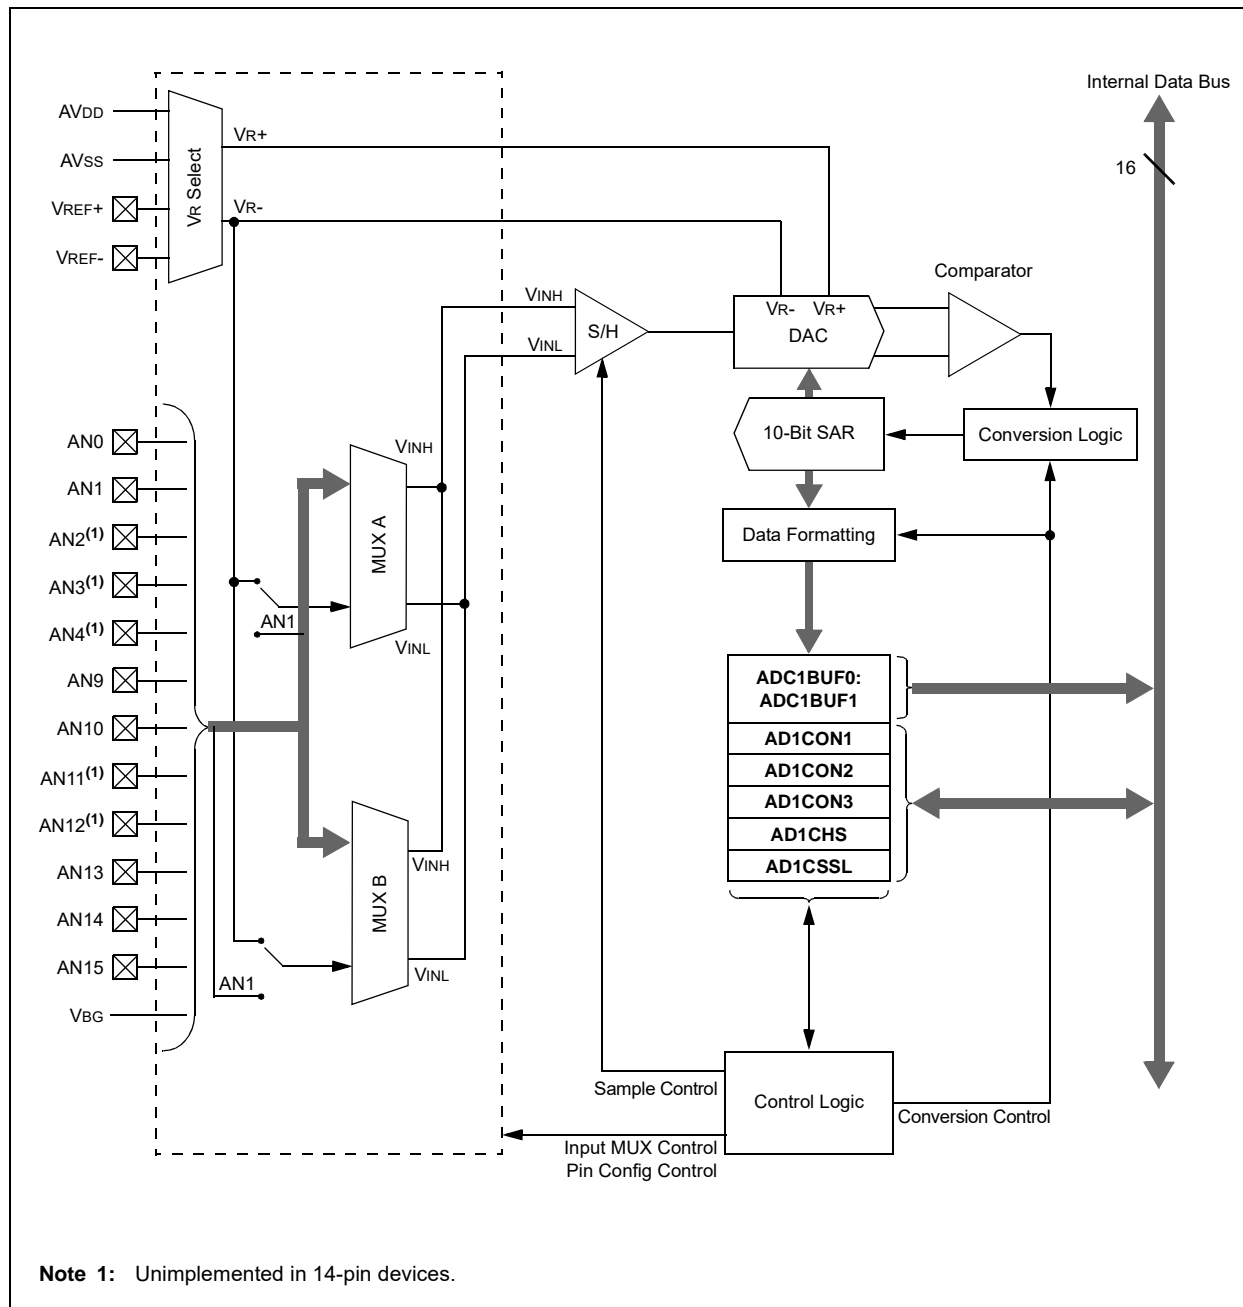 Internal Data Bus
16
AVDD
AVSS
VREF+
VREF-
VR Select
VR+
VR-
Comparator
VINH
VINL
S/H
VR- VR+
DAC
10-Bit SAR
Conversion Logic
Data Formatting
AN0
AN1
AN2(1)
AN3(1)
AN4(1)
AN9
AN10
AN11(1)
AN12(1)
AN13
AN14
AN15
VBG
VINH
MUX A
AN1
VINL
VINH
MUX B
VINL
AN1
ADC1BUF0:
ADC1BUF1
AD1CON1
AD1CON2
AD1CON3
AD1CHS
AD1CSSL
Sample Control
Control Logic
Conversion Control
Input MUX Control
Pin Config Control
Note 1: Unimplemented in 14-pin devices.